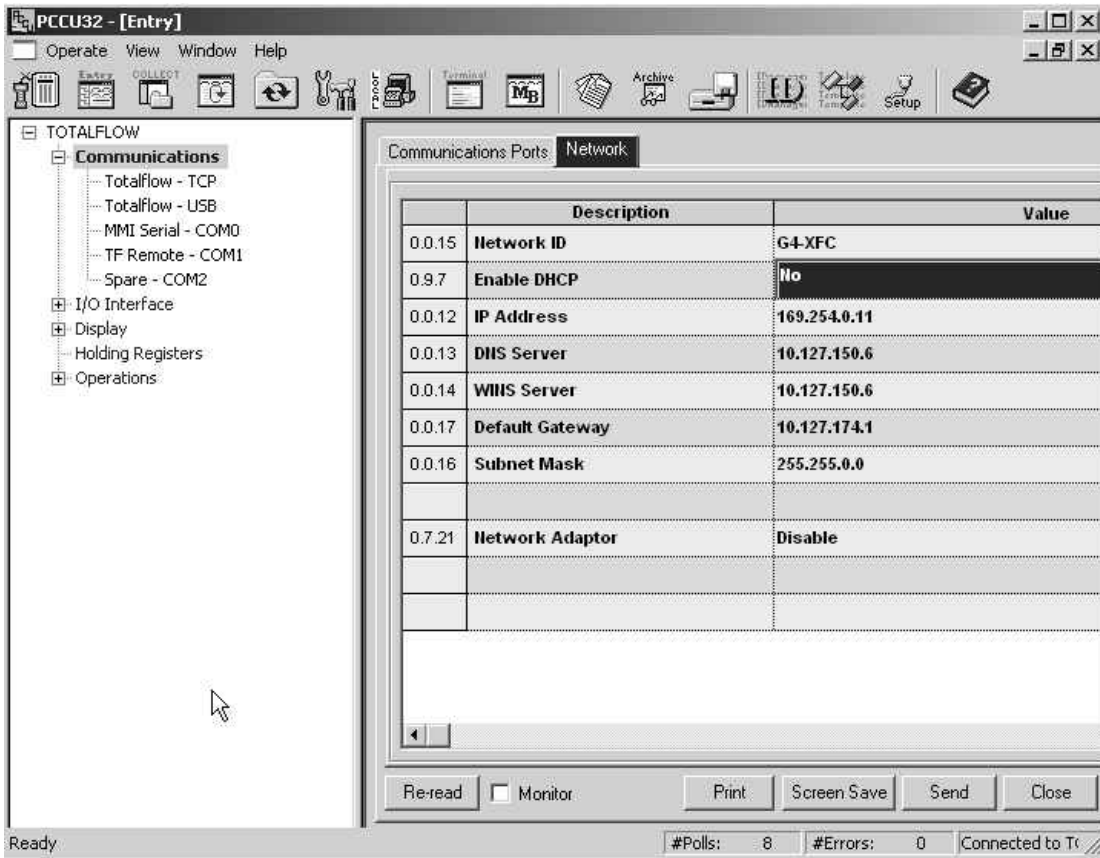 PCCU32 - [Entry]
Operate View Window Help
Entry COLLECT LOOP Terminal MB Archive ID Setup
TOTALFLOW
Communications
Totalflow - TCP
Totalflow - USB
MMI Serial - COM0
TF Remote - COM1
Spare - COM2
I/O Interface
Display
Holding Registers
Operations
Communications Ports Network
Description Value
0.0.15 Network ID G4-XFC
0.9.7 Enable DHCP No
0.0.12 IP Address 169.254.0.11
0.0.13 DNS Server 10.127.150.6
0.0.14 WINS Server 10.127.150.6
0.0.17 Default Gateway 10.127.174.1
0.0.16 Subnet Mask 255.255.0.0
0.7.21 Network Adaptor Disable
Re-read Monitor Print Screen Save Send Close
Ready #Polls: 8 #Errors: 0 Connected to